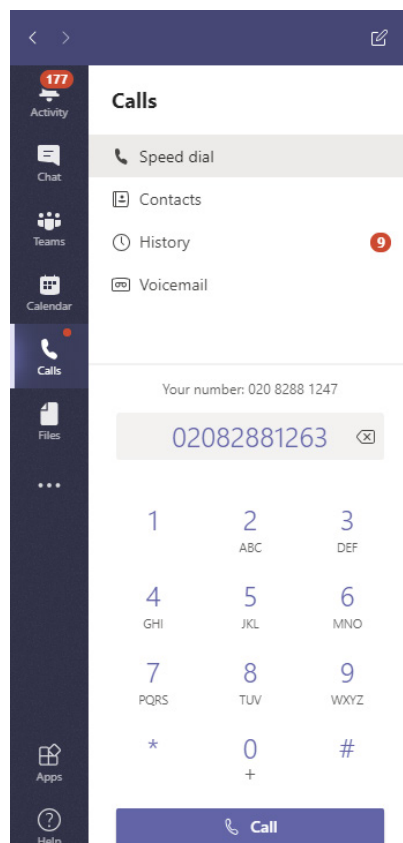 177
Activity
Chat
Teams
Calendar
Calls
Files
Apps
Help
Calls
Speed dial
Contacts
History 9
Voicemail
Your number: 020 8288 1247
02082881263
1 2 3
ABC DEF
4 5 6
GHI JKL MNO
7 8 9
PQRS TUV WXYZ
* 0 #
+
Call